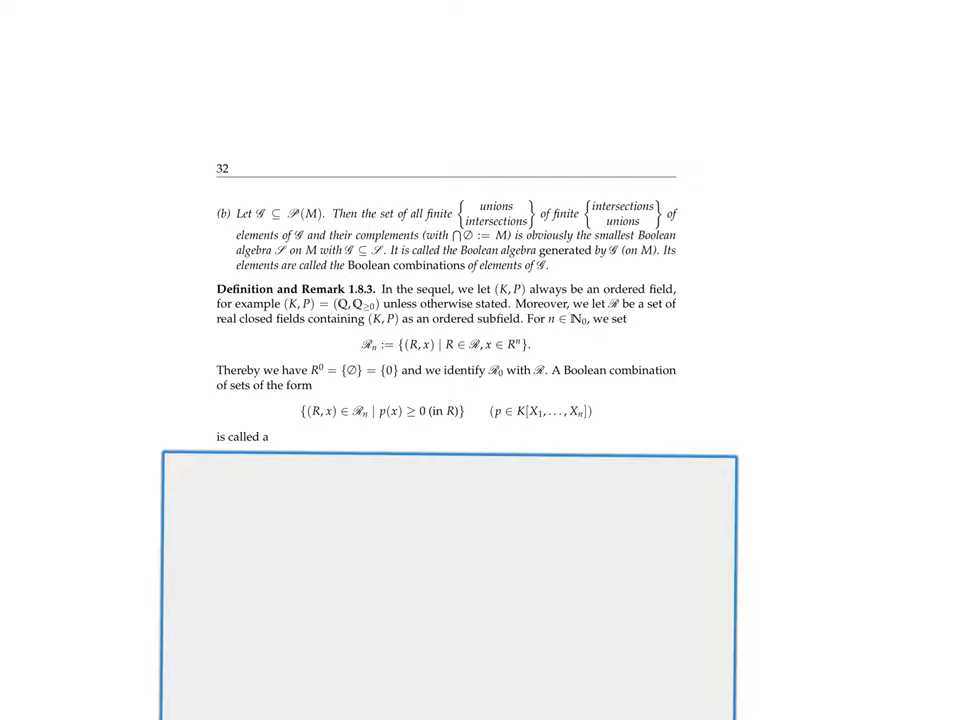 32
(b) Let 𝒢 ⊆ 𝒫(M). Then the set of all finite { unions / intersections } of finite { intersections / unions } of
elements of 𝒢 and their complements (with ⋂∅ := M) is obviously the smallest Boolean
algebra 𝒮 on M with 𝒢 ⊆ 𝒮. It is called the Boolean algebra generated by 𝒢 (on M). Its
elements are called the Boolean combinations of elements of 𝒢.
Definition and Remark 1.8.3. In the sequel, we let (K, P) always be an ordered field,
for example (K, P) = (ℚ, ℚ≥0) unless otherwise stated. Moreover, we let ℛ be a set of
real closed fields containing (K, P) as an ordered subfield. For n ∈ ℕ₀, we set
ℛₙ := {(R, x) | R ∈ ℛ, x ∈ Rⁿ}.
Thereby we have R⁰ = {∅} = {0} and we identify ℛ₀ with ℛ. A Boolean combination
of sets of the form
{(R, x) ∈ ℛₙ | p(x) ≥ 0 (in R)} (p ∈ K[X₁, . . . , Xₙ])
is called a